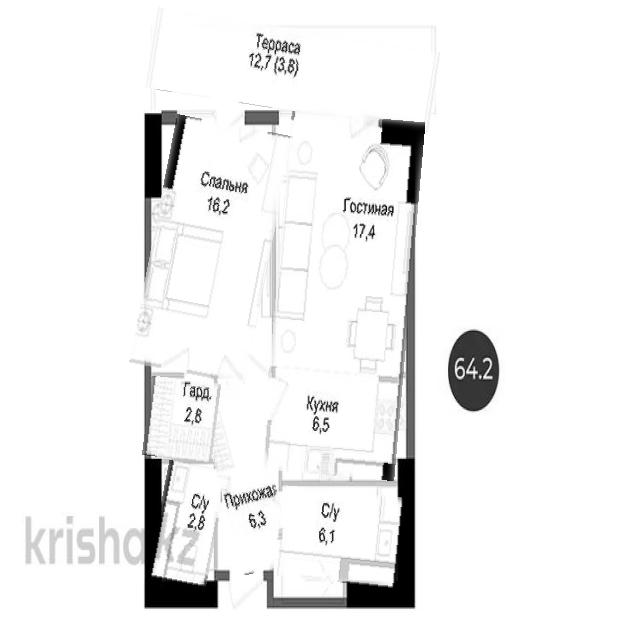 Терраса
12,7 (3,8)
Спальня
16,2
Гостиная
17,4
64.2
Гард.
2,8
Кухня
6,5
С/у
2,8
Прихожая
6,3
С/у
6,1
krisha.kz